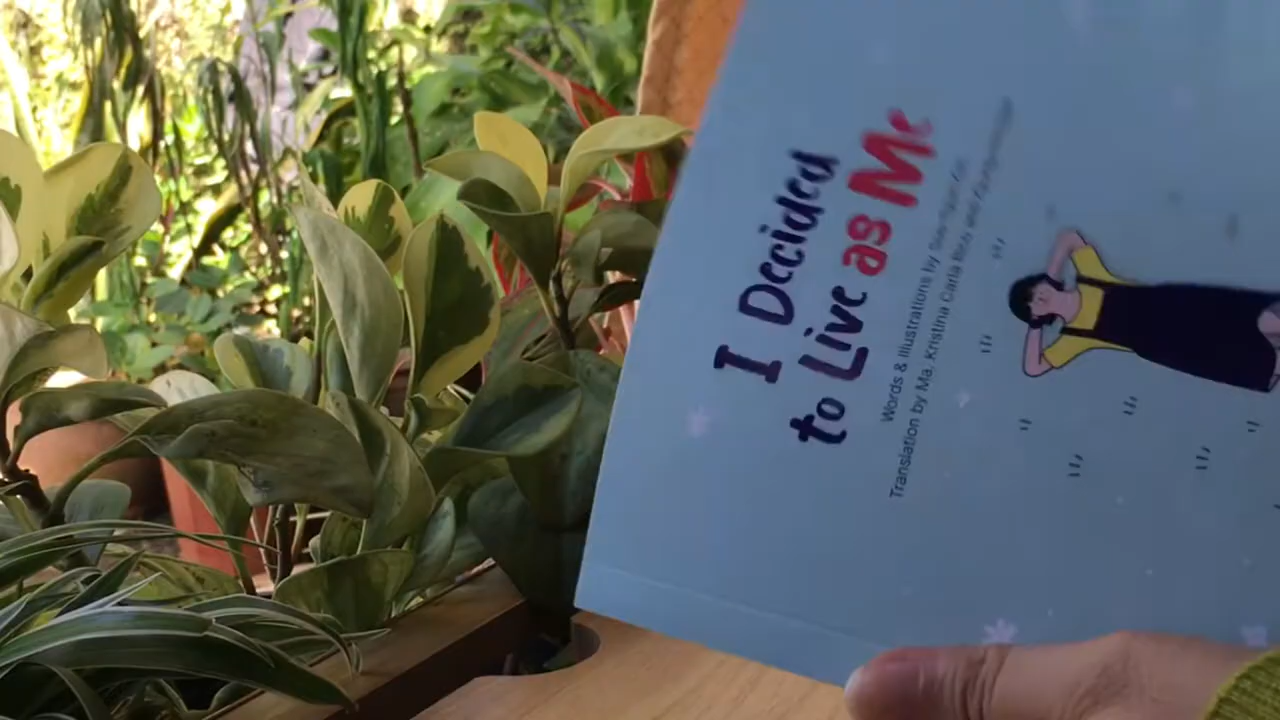 I Decided
to Live as Me
Words & Illustrations by
Translation by Ma. Kristina Carla